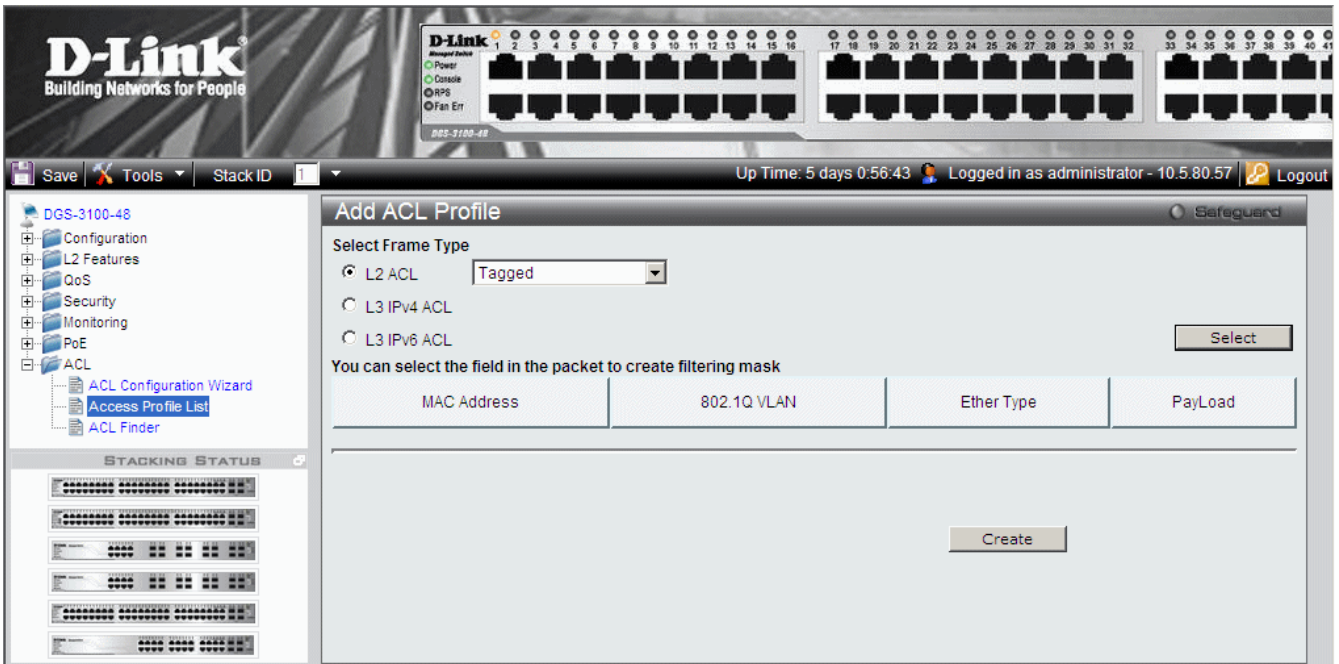 D-Link
Building Networks for People
D-Link
Managed Switch
Power
Console
RPS
Fan Err
1 2 3 4 5 6 7 8 9 10 11 12 13 14 15 16
17 18 19 20 21 22 23 24 25 26 27 28 29 30 31 32
33 34 35 36 37 38 39 40 41
DGS-3100-48
Save
Tools
Stack ID
1
Up Time: 5 days 0:56:43
Logged in as administrator - 10.5.80.57
Logout
DGS-3100-48
Configuration
L2 Features
QoS
Security
Monitoring
PoE
ACL
ACL Configuration Wizard
Access Profile List
ACL Finder
STACKING STATUS
Add ACL Profile
Safeguard
Select Frame Type
L2 ACL
Tagged
L3 IPv4 ACL
L3 IPv6 ACL
Select
You can select the field in the packet to create filtering mask
MAC Address
802.1Q VLAN
Ether Type
PayLoad
Create